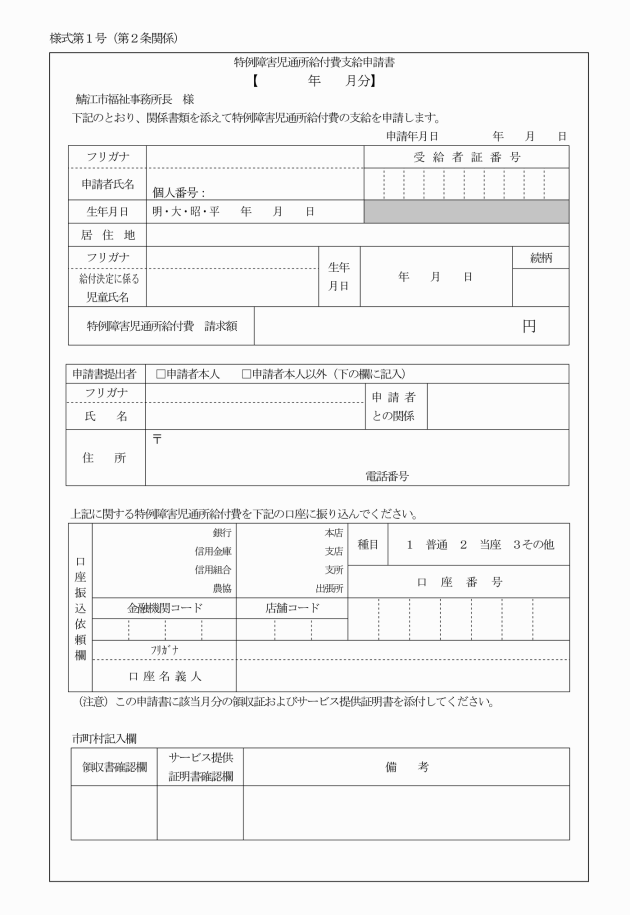 様式第１号（第２条関係）
特例障害児通所給付費支給申請書
【　　　　年　　月分】
鯖江市福祉事務所長　様
下記のとおり、関係書類を添えて特例障害児通所給付費の支給を申請します。
申請年月日　　　　年　月　日
フリガナ　受給者証番号
申請者氏名　個人番号：
生年月日　明・大・昭・平　　年　　月　　日
居住地
フリガナ　生年月日　年　月　日　続柄
給付決定に係る
児童氏名
特例障害児通所給付費　請求額　円
申請書提出者　□申請者本人　□申請者本人以外（下の欄に記入）
フリガナ　申請者
氏　名　との関係
住　所　〒
電話番号
上記に関する特例障害児通所給付費を下記の口座に振り込んでください。
口座振込依頼欄
銀行　本店　種目　１　普通　２　当座　３その他
信用金庫　支店
信用組合　支所　口座番号
農協　出張所
金融機関コード　店舗コード
ﾌﾘｶﾞﾅ
口座名義人
（注意）この申請書に該当月分の領収証およびサービス提供証明書を添付してください。
市町村記入欄
領収書確認欄　サービス提供　備　考
証明書確認欄